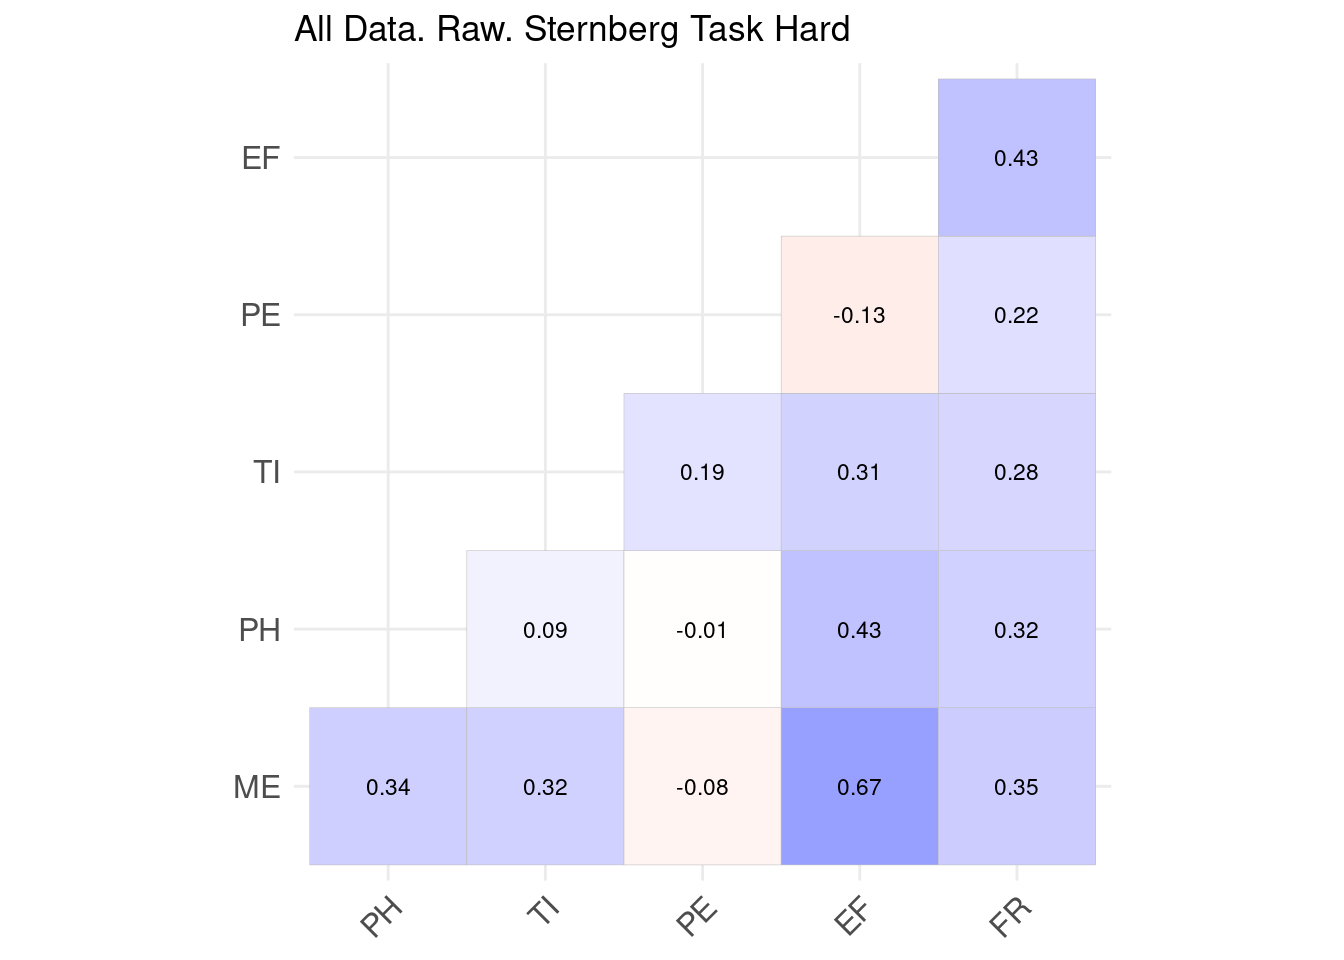 All Data. Raw. Sternberg Task Hard
EF 0.43
PE -0.13 0.22
TI 0.19 0.31 0.28
PH 0.09 -0.01 0.43 0.32
ME 0.34 0.32 -0.08 0.67 0.35
PH TI PE EF FR